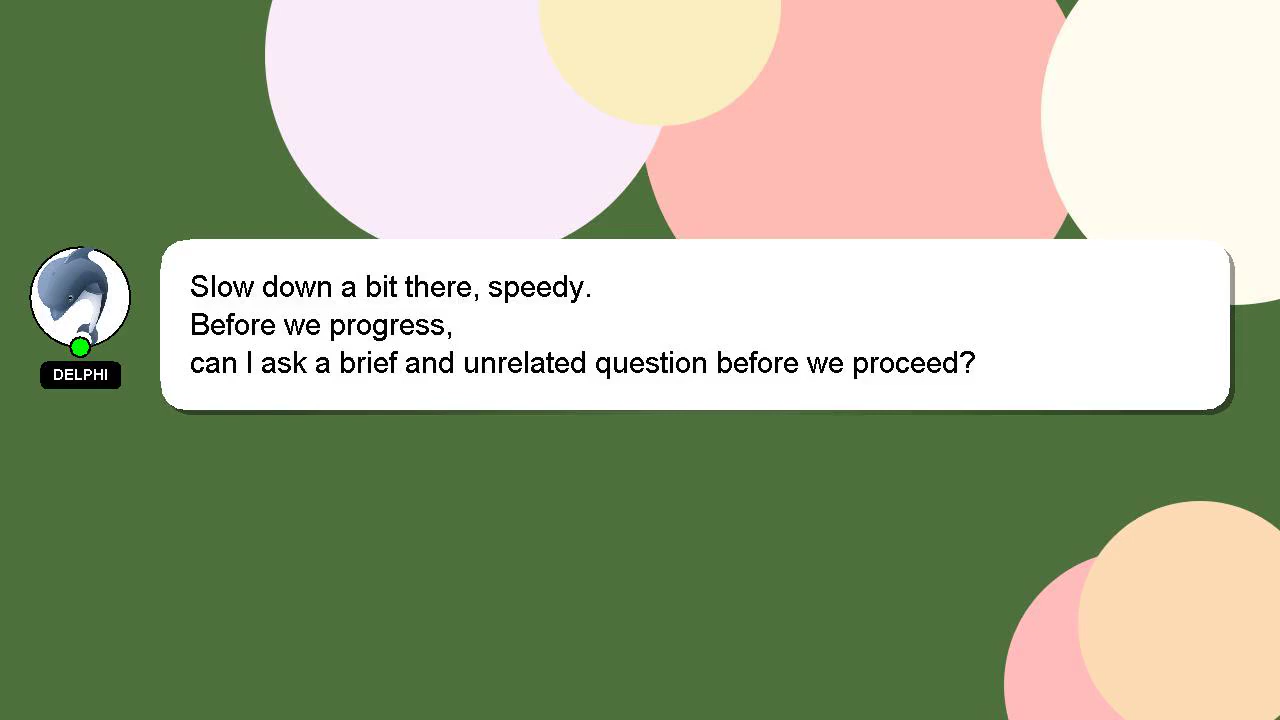 Slow down a bit there, speedy.
Before we progress,
can I ask a brief and unrelated question before we proceed?
DELPHI